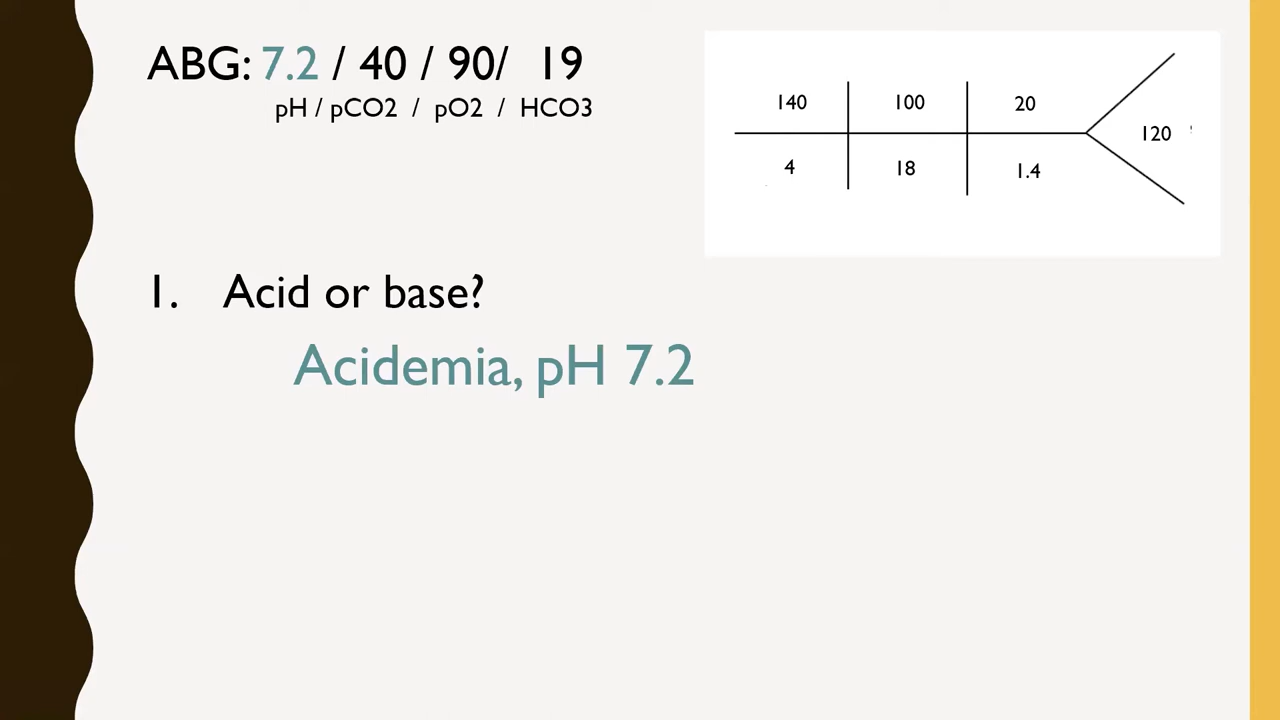 ABG: 7.2 / 40 / 90/ 19
pH / pCO2 / pO2 / HCO3
140 100 20
120
4 18 1.4
1. Acid or base?
Acidemia, pH 7.2